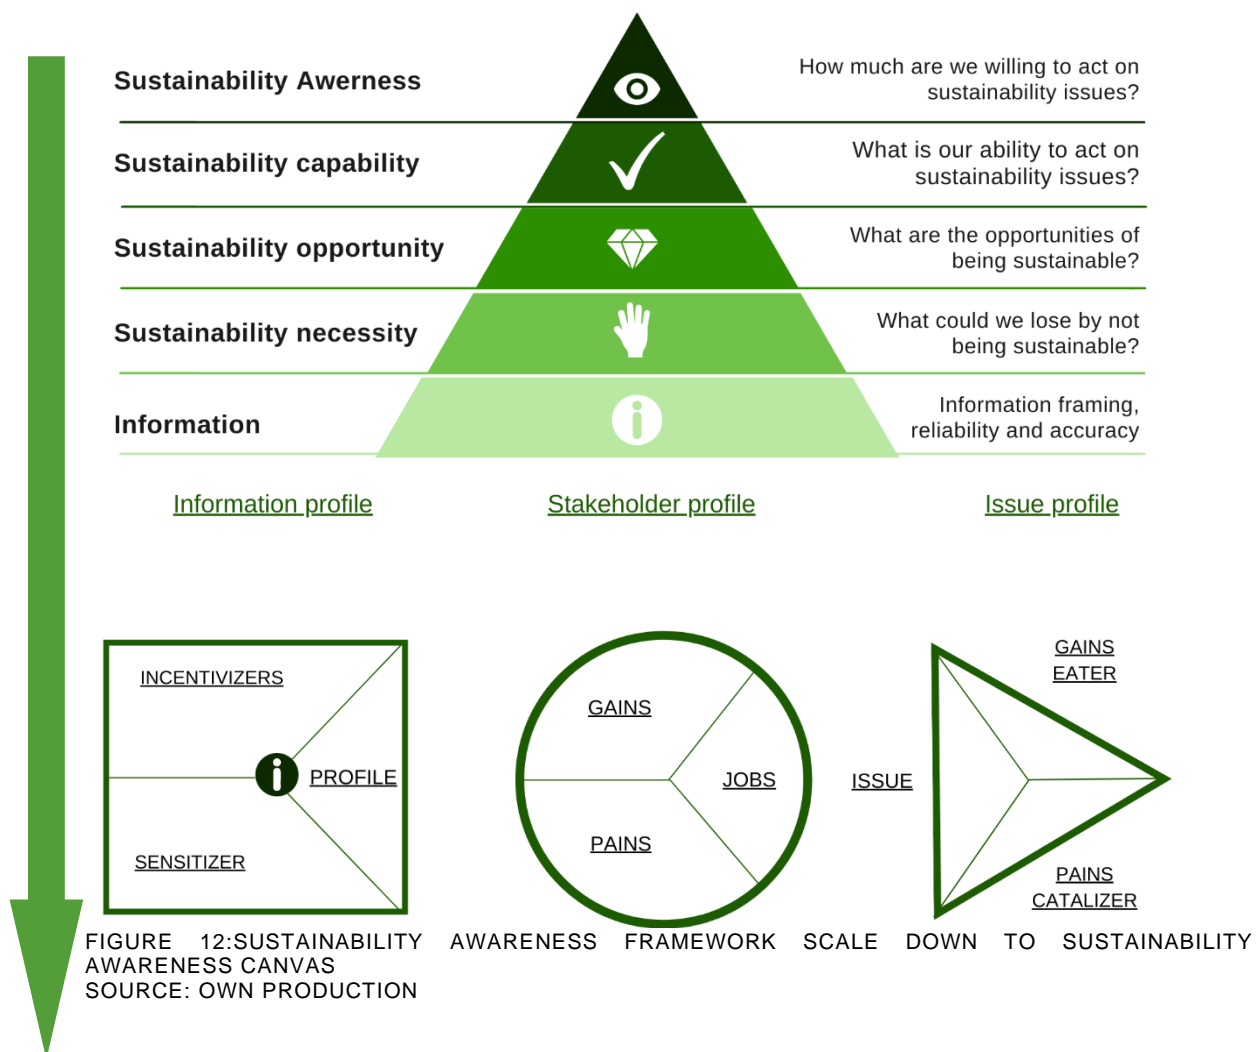 Sustainability Awerness
How much are we willing to act on
sustainability issues?
Sustainability capability
What is our ability to act on
sustainability issues?
Sustainability opportunity
What are the opportunities of
being sustainable?
Sustainability necessity
What could we lose by not
being sustainable?
Information
Information framing,
reliability and accuracy
Information profile
Stakeholder profile
Issue profile
INCENTIVIZERS
PROFILE
SENSITIZER
GAINS
JOBS
PAINS
GAINS
EATER
ISSUE
PAINS
CATALIZER
FIGURE 12:SUSTAINABILITY AWARENESS FRAMEWORK SCALE DOWN TO SUSTAINABILITY
AWARENESS CANVAS
SOURCE: OWN PRODUCTION